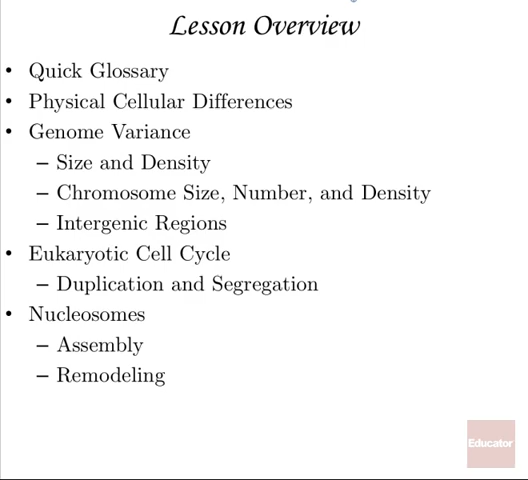 Lesson Overview
• Quick Glossary
• Physical Cellular Differences
• Genome Variance
– Size and Density
– Chromosome Size, Number, and Density
– Intergenic Regions
• Eukaryotic Cell Cycle
– Duplication and Segregation
• Nucleosomes
– Assembly
– Remodeling
Educator